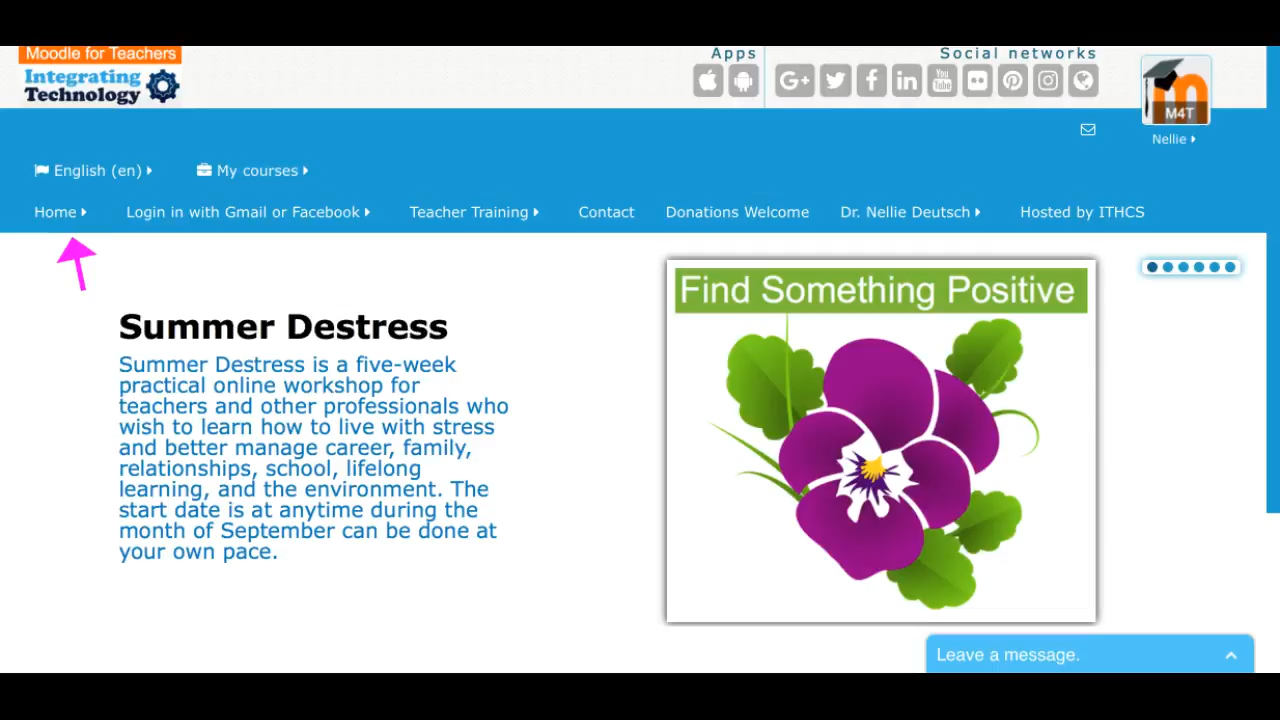 Moodle for Teachers
Integrating
Technology
Apps
Social networks
G+
in
You
Tube
M4T
Nellie
English (en)
My courses
Home
Login in with Gmail or Facebook
Teacher Training
Contact
Donations Welcome
Dr. Nellie Deutsch
Hosted by ITHCS
Find Something Positive
Summer Destress
Summer Destress is a five-week
practical online workshop for
teachers and other professionals who
wish to learn how to live with stress
and better manage career, family,
relationships, school, lifelong
learning, and the environment. The
start date is at anytime during the
month of September can be done at
your own pace.
Leave a message.